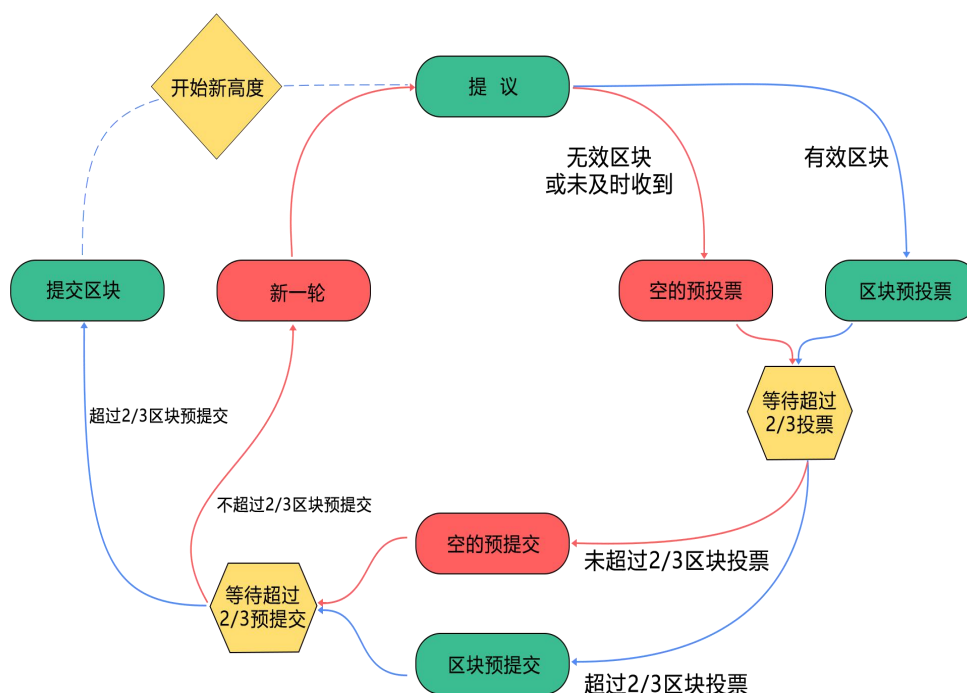 开始新高度
提 议
无效区块
或未及时收到
有效区块
提交区块
新一轮
空的预投票
区块预投票
等待超过
2/3投票
超过2/3区块预提交
不超过2/3区块预提交
空的预提交
未超过2/3区块投票
等待超过
2/3预提交
区块预提交
超过2/3区块投票